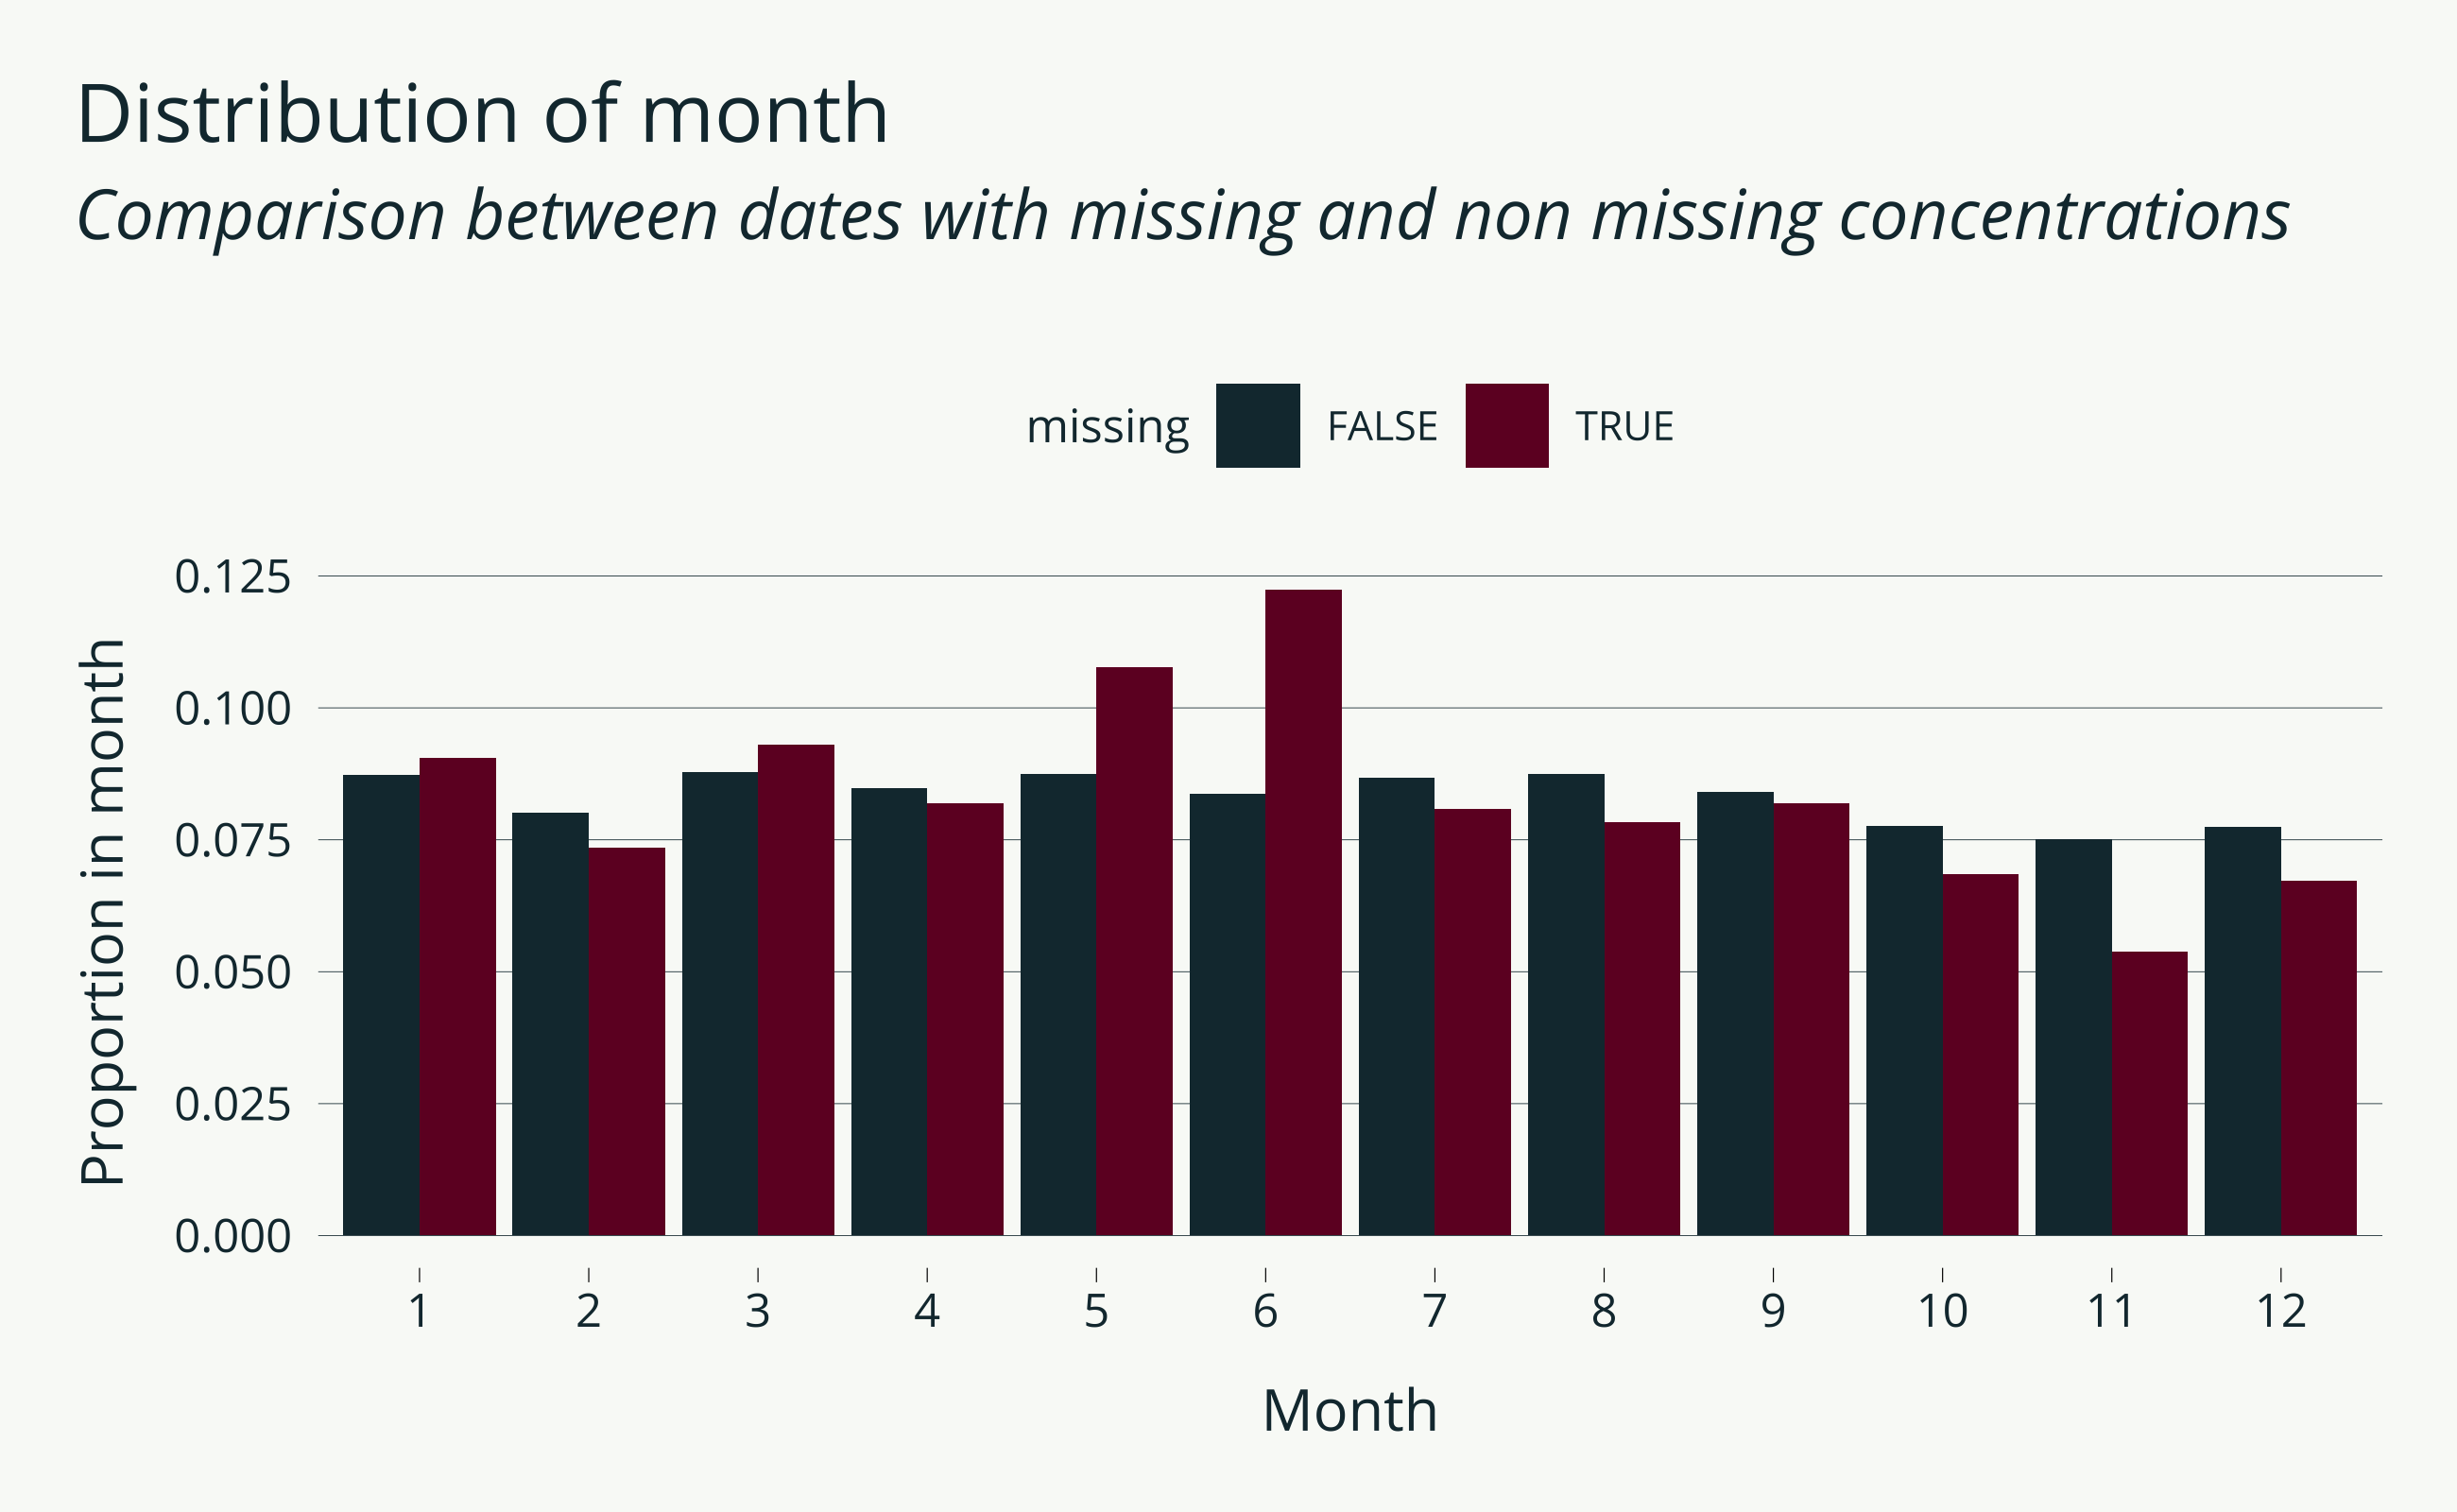 Distribution of month
Comparison between dates with missing and non missing concentrations
missing FALSE TRUE
0.125
0.100
0.075
0.050
0.025
0.000
Proportion in month
1 2 3 4 5 6 7 8 9 10 11 12
Month